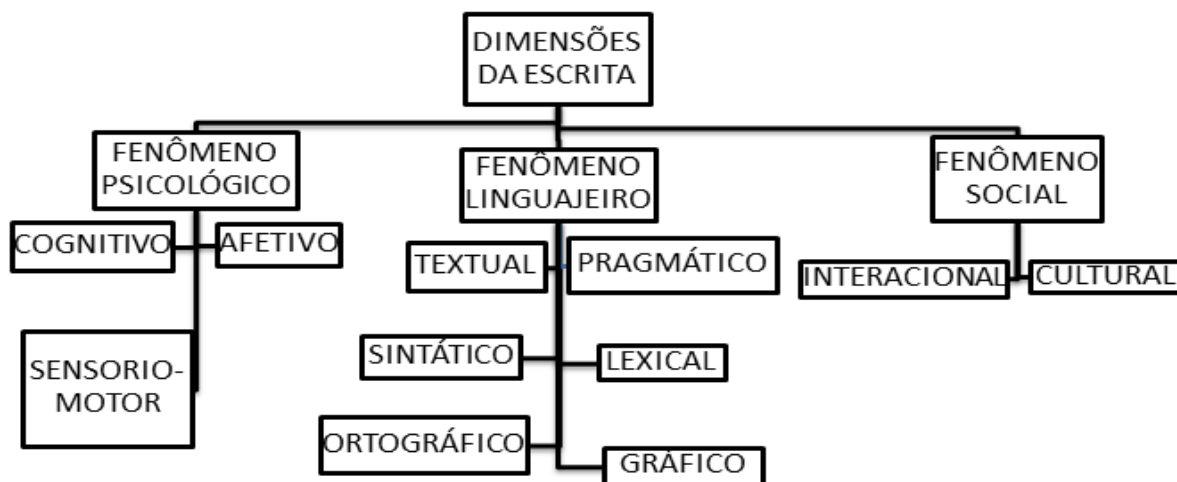 DIMENSÕES
DA ESCRITA
FENÔMENO
PSICOLÓGICO
FENÔMENO
LINGUAJEIRO
FENÔMENO
SOCIAL
COGNITIVO
AFETIVO
TEXTUAL
PRAGMÁTICO
INTERACIONAL
CULTURAL
SENSORIO-
MOTOR
SINTÁTICO
LEXICAL
ORTOGRÁFICO
GRÁFICO